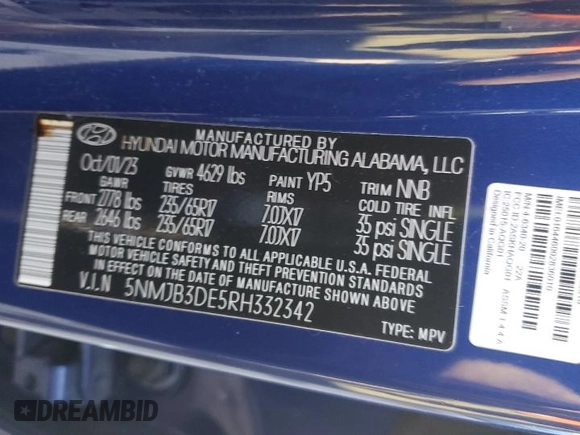 MANUFACTURED BY
HYUNDAI MOTOR MANUFACTURING ALABAMA, LLC
Oct/01/23 GVWR 4629 lbs PAINT YP5 TRIM NNB
GAWR TIRES RIMS COLD TIRE INFL
FRONT 2778 lbs 235/65R17 7.0JX17 35 psi SINGLE
REAR 2646 lbs 235/65R17 7.0JX17 35 psi SINGLE
THIS VEHICLE CONFORMS TO ALL APPLICABLE U.S.A. FEDERAL
MOTOR VEHICLE SAFETY, BUMPER, AND THEFT PREVENTION STANDARDS
IN EFFECT ON THE DATE OF MANUFACTURE SHOWN ABOVE
V.I.N 5NMJB3DE5RH332342
TYPE: MPV
Designed in California
DREAMBID